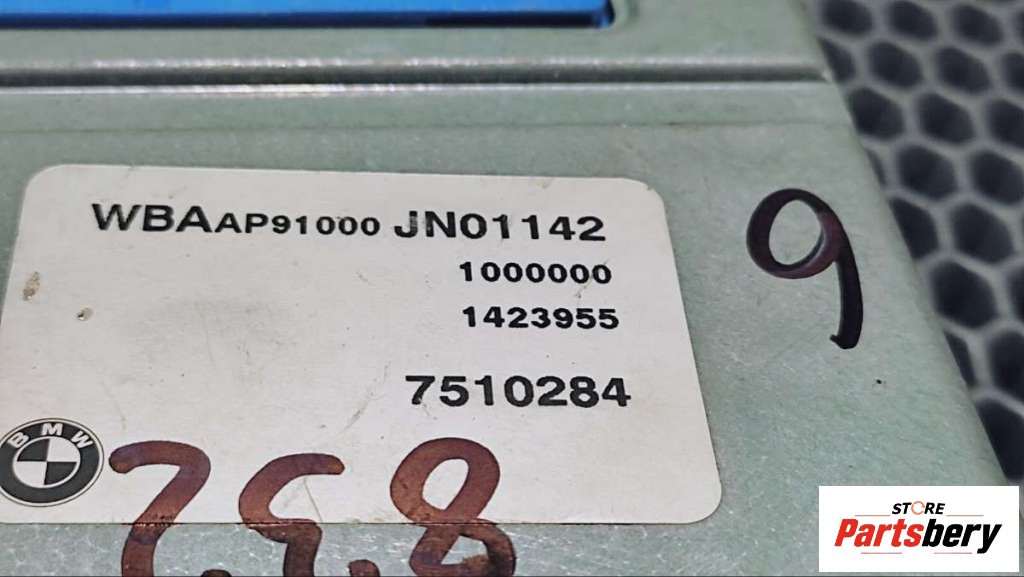 WBAAP91000 JN01142
1000000
1423955
7510284
BMW
9
STORE
Partsbery